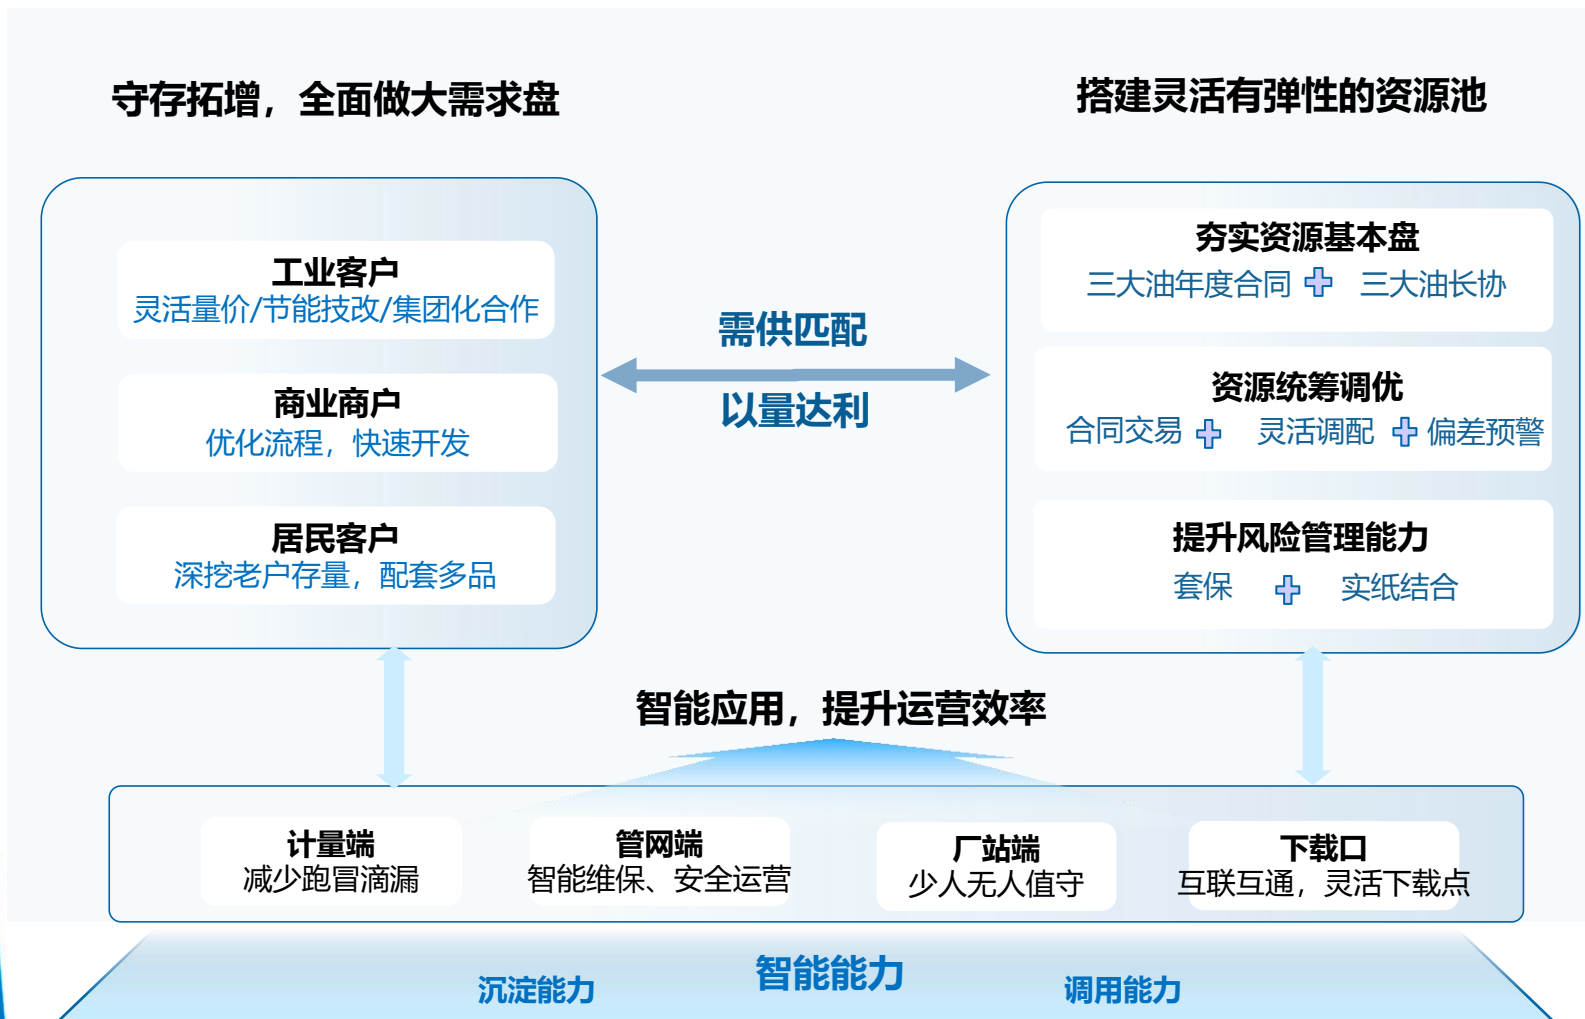 守存拓增，全面做大需求盘
搭建灵活有弹性的资源池
工业客户
灵活量价/节能技改/集团化合作
商业商户
优化流程，快速开发
居民客户
深挖老户存量，配套多品
需供匹配
以量达利
夯实资源基本盘
三大油年度合同 三大油长协
资源统筹调优
合同交易 灵活调配 偏差预警
提升风险管理能力
套保 实纸结合
智能应用，提升运营效率
计量端
减少跑冒滴漏
管网端
智能维保、安全运营
厂站端
少人无人值守
下载口
互联互通，灵活下载点
智能能力
沉淀能力
调用能力